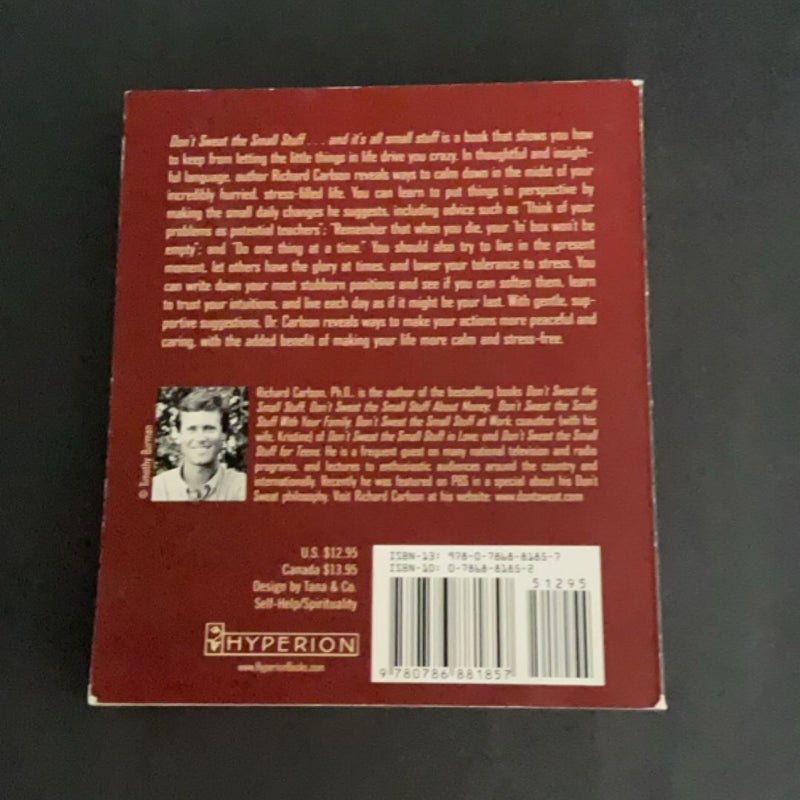 Don't Sweat the Small Stuff . . . and it's all small stuff is a book that shows you how
to keep from letting the little things in life drive you crazy. In thoughtful and insight-
ful language, author Richard Carlson reveals ways to calm down in the midst of your
incredibly hurried, stress-filled life. You can learn to put things in perspective by
making the small daily changes he suggests, including advice such as "Think of your
problems as potential teachers"; "Remember that when you die, your 'In' box won't be
empty"; and "Do one thing at a time." You should also try to live in the present
moment, let others have the glory at times, and lower your tolerance to stress. You
can write down your most stubborn positions and see if you can soften them, learn
to trust your intuitions, and live each day as if it might be your last. With gentle, sup-
portive suggestions, Dr. Carlson reveals ways to make your actions more peaceful and
caring, with the added benefit of making your life more calm and stress-free.
Richard Carlson, Ph.D., is the author of the bestselling books Don't Sweat the
Small Stuff, Don't Sweat the Small Stuff About Money, Don't Sweat the Small
Stuff With Your Family, Don't Sweat the Small Stuff at Work; coauthor (with his
wife, Kristine) of Don't Sweat the Small Stuff in Love; and Don't Sweat the Small
Stuff for Teens. He is a frequent guest on many national television and radio
programs, and lectures to enthusiastic audiences around the country and
internationally. Recently he was featured on PBS in a special about his Don't
Sweat philosophy. Visit Richard Carlson at his website: www.dontsweat.com
© Timothy Burman
U.S. $12.95
Canada $13.95
Design by Tana & Co.
Self-Help/Spirituality
HYPERION
www.HyperionBooks.com
ISBN-13: 978-0-7868-8185-7
ISBN-10: 0-7868-8185-2
51295
9 780786 881857